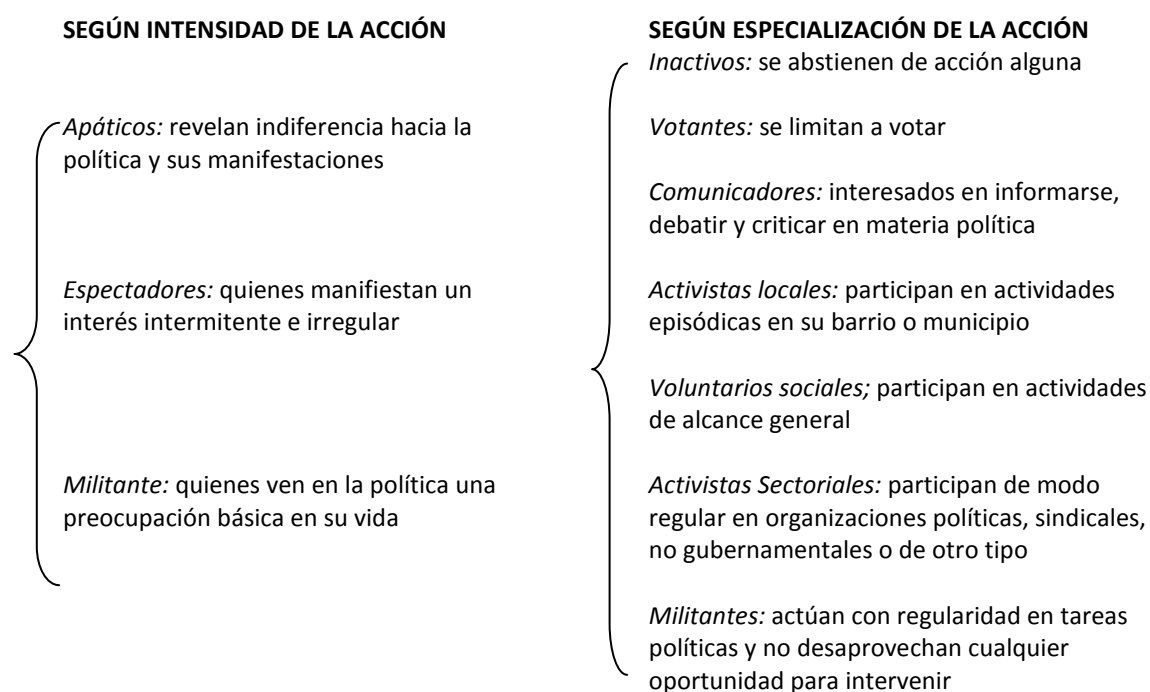 SEGÚN INTENSIDAD DE LA ACCIÓN
Apáticos: revelan indiferencia hacia la
política y sus manifestaciones
Espectadores: quienes manifiestan un
interés intermitente e irregular
Militante: quienes ven en la política una
preocupación básica en su vida
SEGÚN ESPECIALIZACIÓN DE LA ACCIÓN
Inactivos: se abstienen de acción alguna
Votantes: se limitan a votar
Comunicadores: interesados en informarse,
debatir y criticar en materia política
Activistas locales: participan en actividades
episódicas en su barrio o municipio
Voluntarios sociales; participan en actividades
de alcance general
Activistas Sectoriales: participan de modo
regular en organizaciones políticas, sindicales,
no gubernamentales o de otro tipo
Militantes: actúan con regularidad en tareas
políticas y no desaprovechan cualquier
oportunidad para intervenir